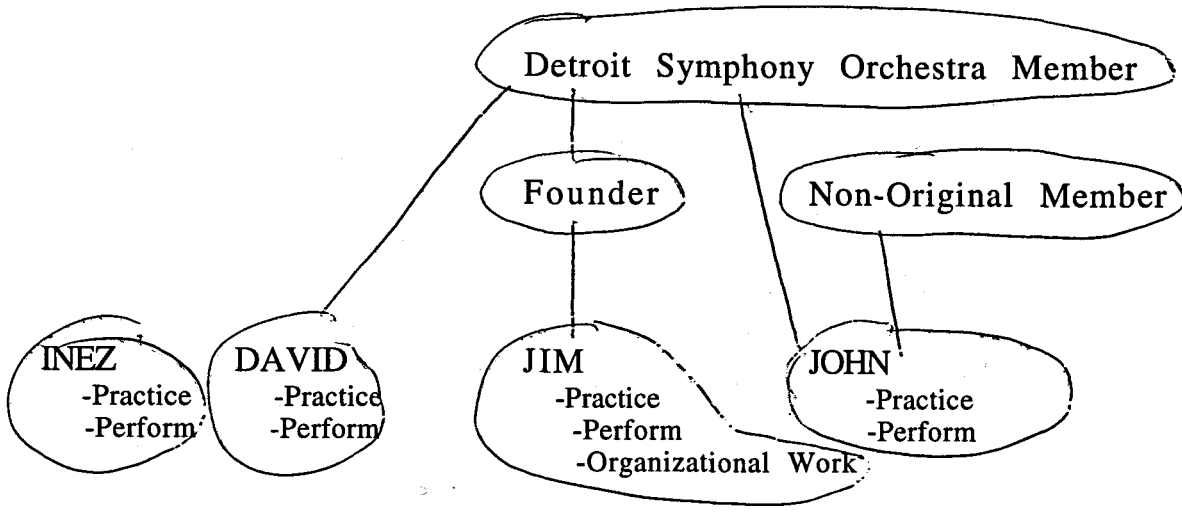 Detroit Symphony Orchestra Member
Founder
Non-Original Member
INEZ
-Practice
-Perform
DAVID
-Practice
-Perform
JIM
-Practice
-Perform
-Organizational Work
JOHN
-Practice
-Perform